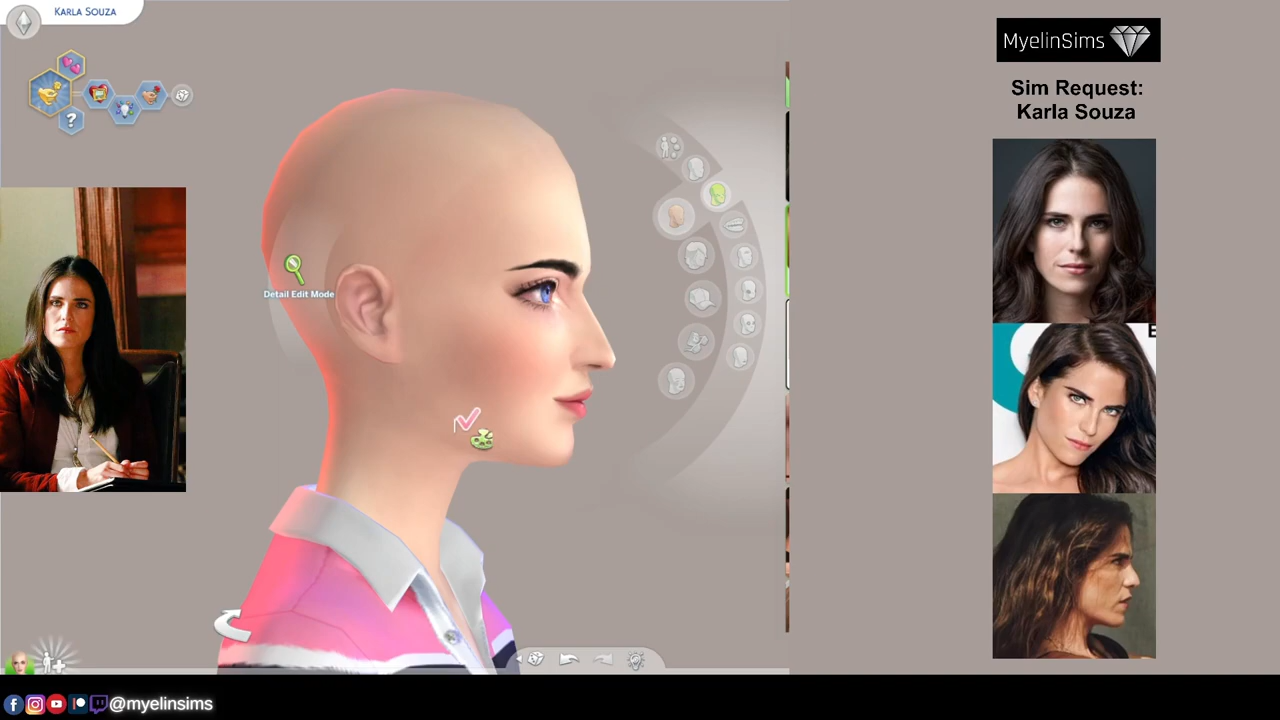 Karla Souza
?
Detail Edit Mode
MyelinSims
Sim Request:
Karla Souza
@myelinsims